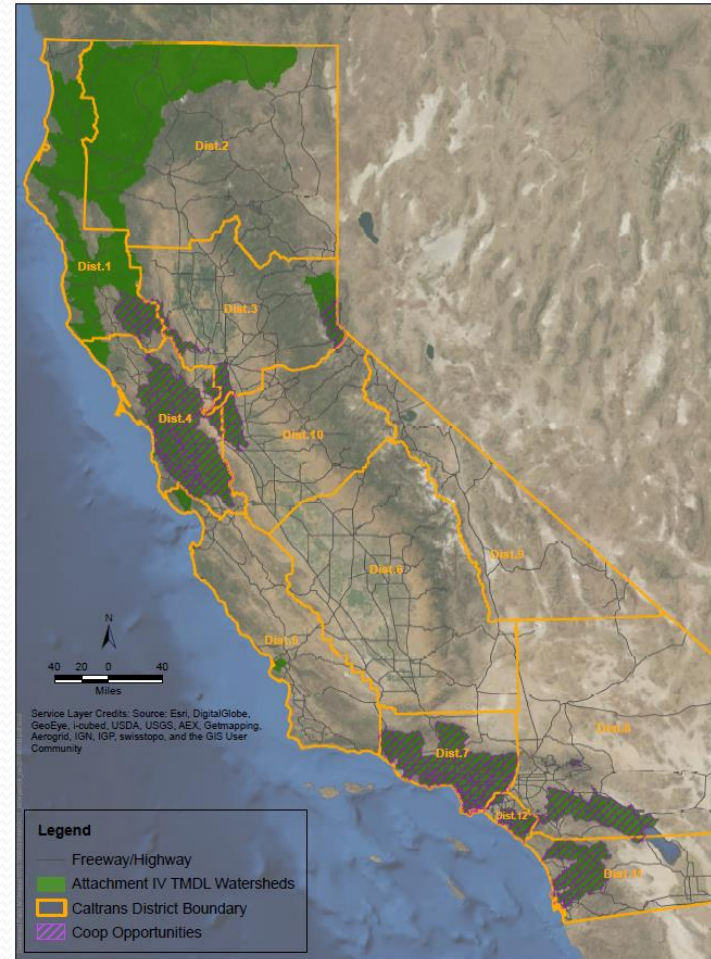 Dist.2
Dist.1
Dist.3
Dist.4
Dist.10
Dist.9
Dist.6
Dist.5
N
40 20 0 40
Miles
Service Layer Credits: Source: Esri, DigitalGlobe,
GeoEye, i-cubed, USDA, USGS, AEX, Getmapping,
Aerogrid, IGN, IGP, swisstopo, and the GIS User
Community
Dist.7
Dist.8
Dist.12
Dist.11
Legend
Freeway/Highway
Attachment IV TMDL Watersheds
Caltrans District Boundary
Coop Opportunities